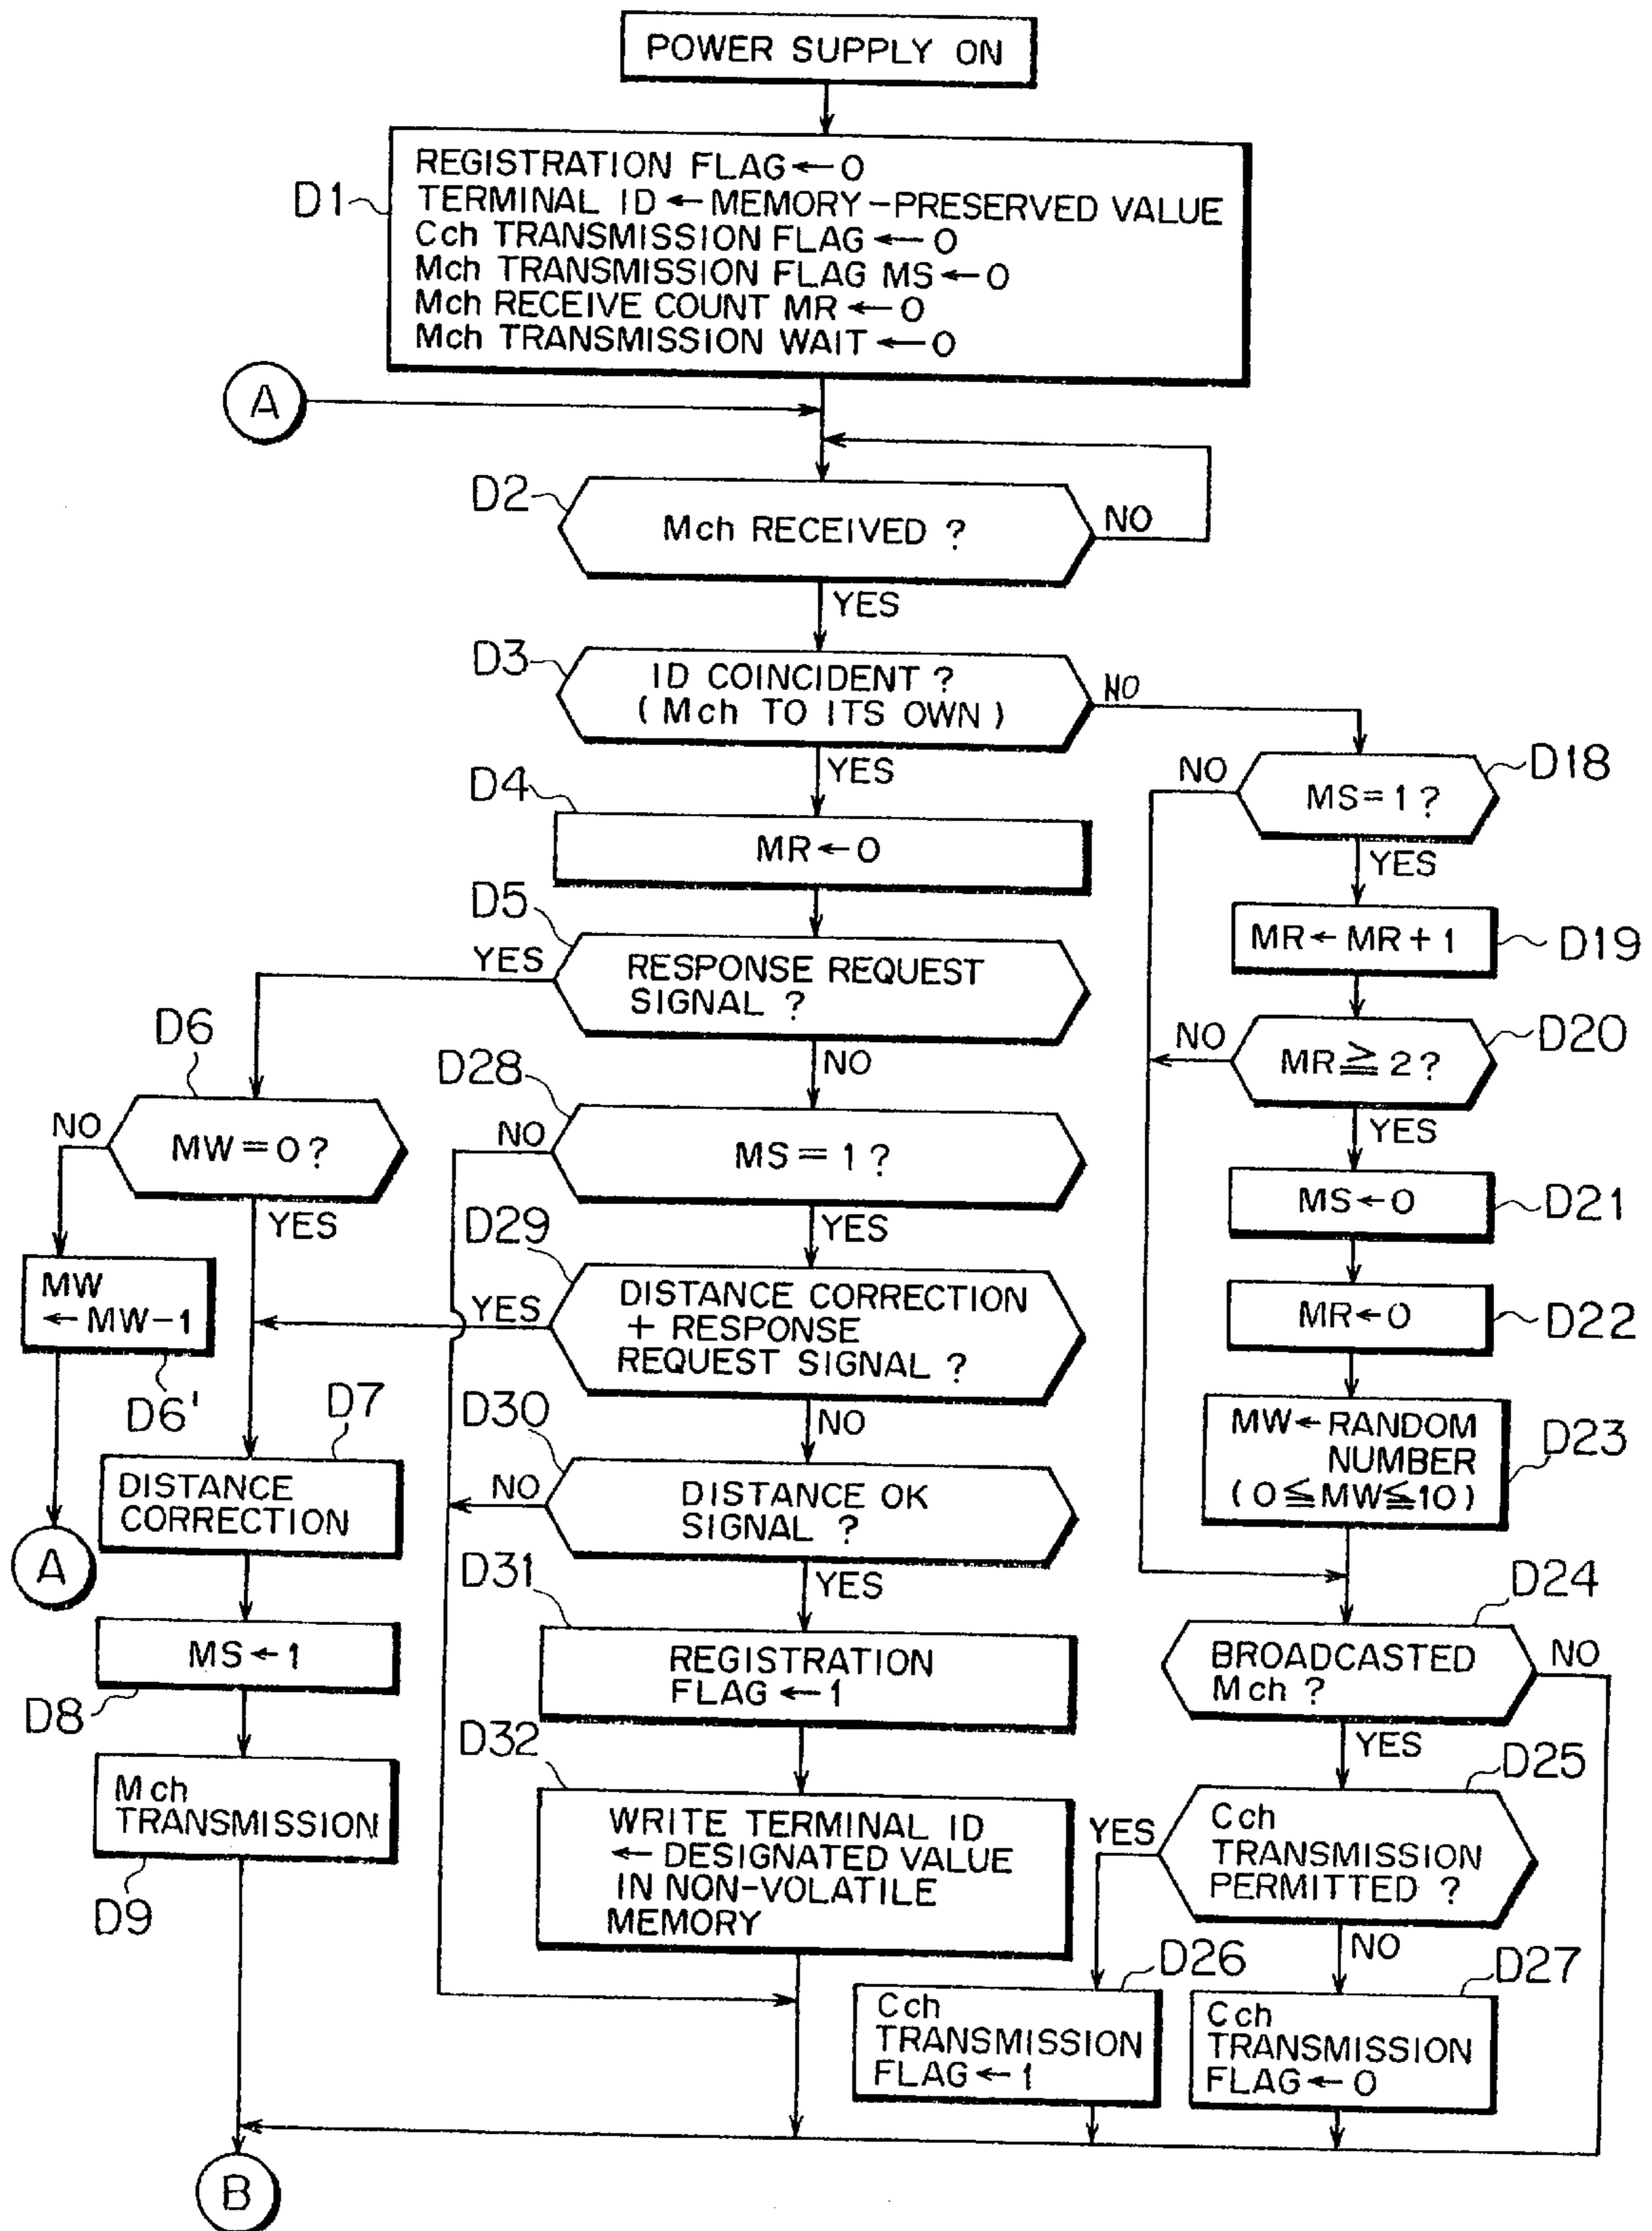 POWER SUPPLY ON
D1
REGISTRATION FLAG←0
TERMINAL ID←MEMORY-PRESERVED VALUE
Cch TRANSMISSION FLAG←0
Mch TRANSMISSION FLAG MS←0
Mch RECEIVE COUNT MR←0
Mch TRANSMISSION WAIT←0
A
D2
Mch RECEIVED ?
NO
YES
D3
ID COINCIDENT ?
( Mch TO ITS OWN )
NO
YES
D18
MS=1 ?
NO
YES
D4
MR←0
D19
MR←MR+1
D5
RESPONSE REQUEST
SIGNAL ?
YES
NO
D20
MR≧2 ?
NO
YES
D6
MW=0 ?
NO
YES
D28
MS=1 ?
NO
YES
D21
MS←0
MW
←MW-1
D6'
A
D29
DISTANCE CORRECTION
+ RESPONSE
REQUEST SIGNAL ?
YES
NO
D22
MR←0
D23
MW←RANDOM
NUMBER
(0≦MW≦10)
D7
DISTANCE
CORRECTION
D30
DISTANCE OK
SIGNAL ?
NO
YES
D8
MS←1
D31
REGISTRATION
FLAG←1
D24
BROADCASTED
Mch ?
NO
YES
D9
Mch
TRANSMISSION
D32
WRITE TERMINAL ID
← DESIGNATED VALUE
IN NON-VOLATILE
MEMORY
D25
Cch
TRANSMISSION
PERMITTED ?
YES
NO
D26
Cch
TRANSMISSION
FLAG←1
D27
Cch
TRANSMISSION
FLAG←0
B